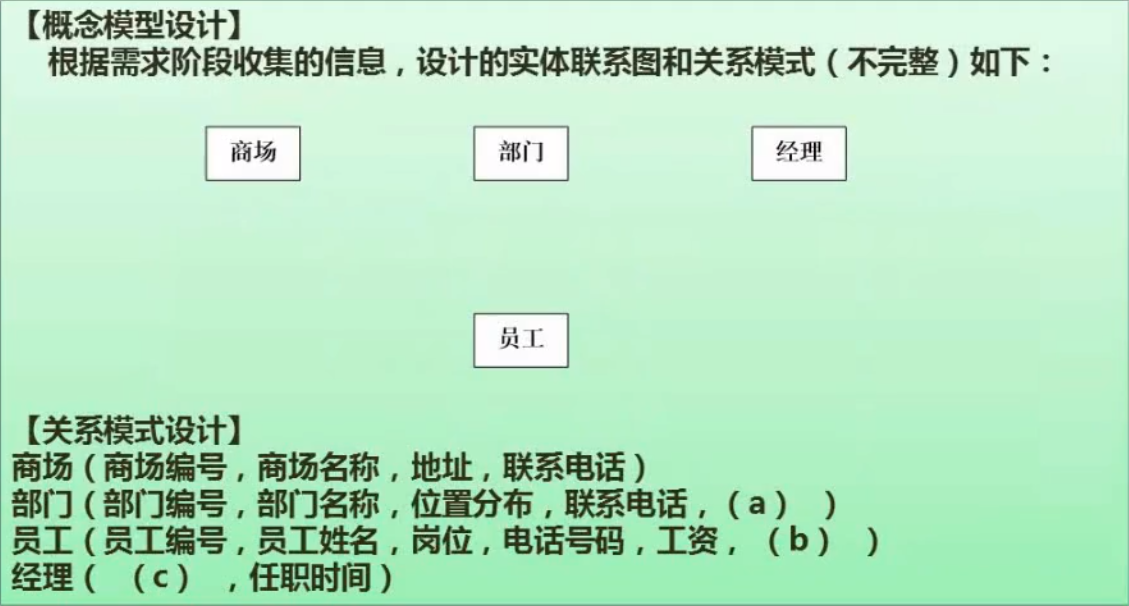 【概念模型设计】
根据需求阶段收集的信息，设计的实体联系图和关系模式（不完整）如下：
商场 部门 经理
员工
【关系模式设计】
商场（商场编号，商场名称，地址，联系电话）
部门（部门编号，部门名称，位置分布，联系电话，（a） ）
员工（员工编号，员工姓名，岗位，电话号码，工资， （b） ）
经理（ （c） ，任职时间）